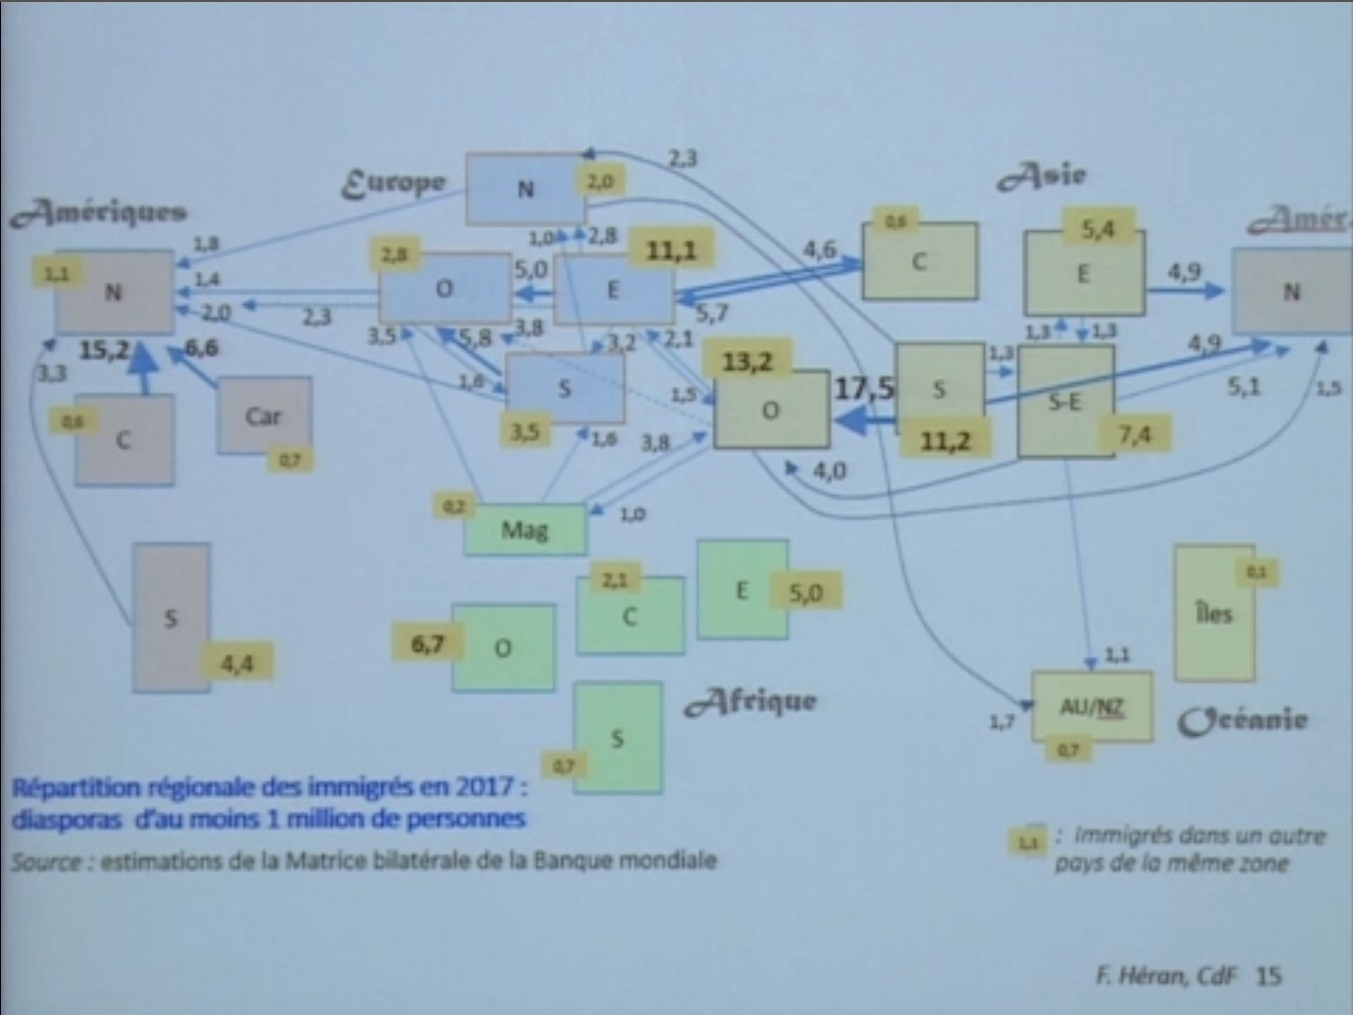 2,3
Europe
N
2,0
Asie
Amériques
Amér.
1,8
1,0
2,8
11,1
0,6
5,4
1,1
N
1,4
2,8
O
5,0
E
4,6
C
E
4,9
N
2,0
2,3
3,5
5,8
3,8
3,2
2,1
5,7
1,3
1,3
15,2
6,6
3,3
1,6
S
1,5
13,2
O
17,5
S
1,3
S-E
4,9
5,1
1,5
0,6
C
Car
0,7
3,5
1,6
3,8
11,2
7,4
4,0
0,2
Mag
1,0
S
4,4
6,7
O
2,1
C
E
5,0
Îles
0,1
S
0,7
Afrique
1,1
1,7
AU/NZ
0,7
Océanie
Répartition régionale des immigrés en 2017 :
diasporas d'au moins 1 million de personnes
Source : estimations de la Matrice bilatérale de la Banque mondiale
1,1 : Immigrés dans un autre
pays de la même zone
F. Héran, CdF 15